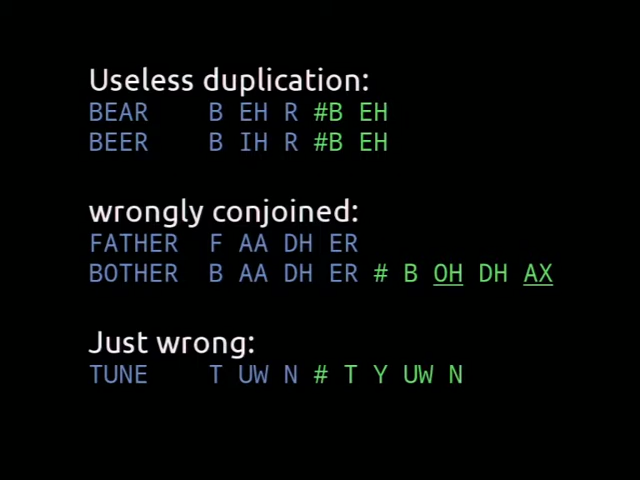 Useless duplication:
BEAR B EH R #B EH
BEER B IH R #B EH
wrongly conjoined:
FATHER F AA DH ER
BOTHER B AA DH ER # B OH DH AX
Just wrong:
TUNE T UW N # T Y UW N